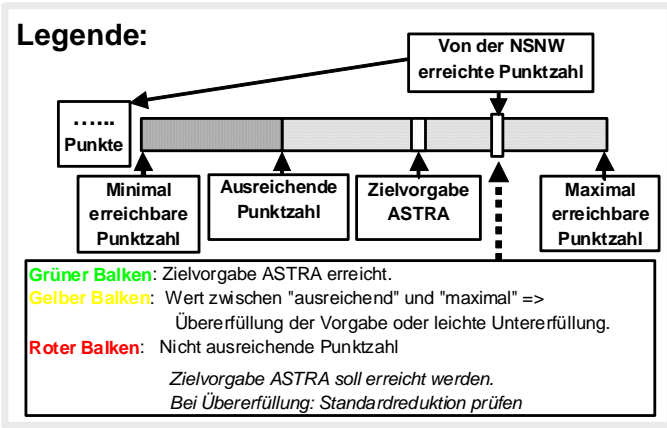 Legende:
Von der NSNW
erreichte Punktzahl
…...
Punkte
Minimal
erreichbare
Punktzahl
Ausreichende
Punktzahl
Zielvorgabe
ASTRA
Maximal
erreichbare
Punktzahl
Grüner Balken: Zielvorgabe ASTRA erreicht.
Gelber Balken: Wert zwischen "ausreichend" und "maximal" =>
Übererfüllung der Vorgabe oder leichte Untererfüllung.
Roter Balken: Nicht ausreichende Punktzahl
Zielvorgabe ASTRA soll erreicht werden.
Bei Übererfüllung: Standardreduktion prüfen